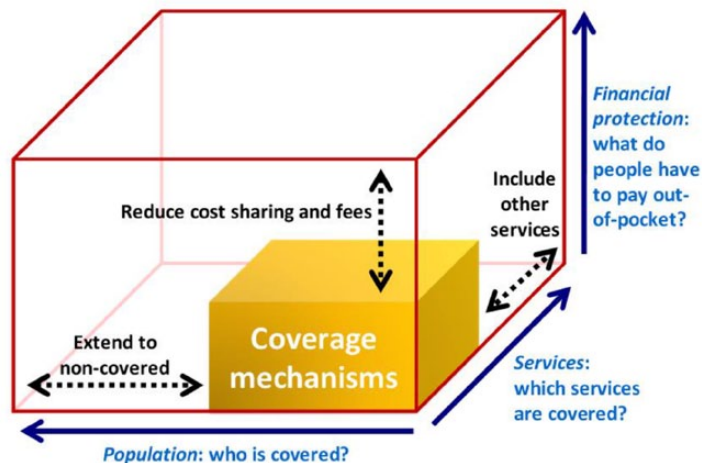 Financial
protection:
what do
people have
to pay out-
of-pocket?
Include
other
services
Reduce cost sharing and fees
Extend to
non-covered
Coverage
mechanisms
Services:
which services
are covered?
Population: who is covered?